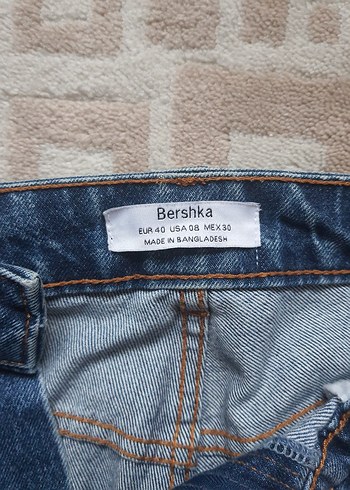 Bershka
EUR 40 USA 08 MEX 30
MADE IN BANGLADESH